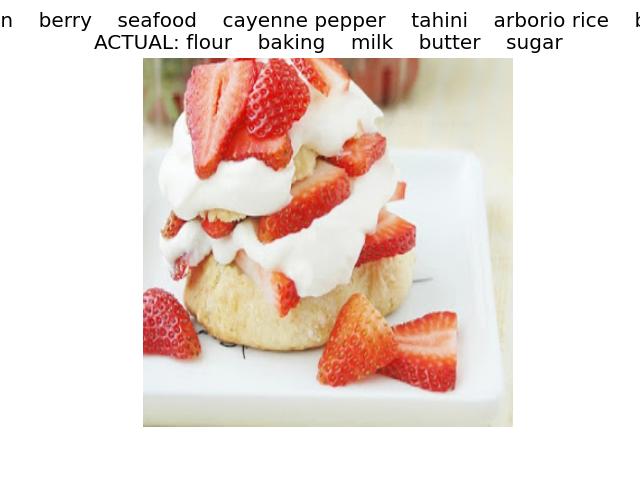 n berry seafood cayenne pepper tahini arborio rice
ACTUAL: flour baking milk butter sugar